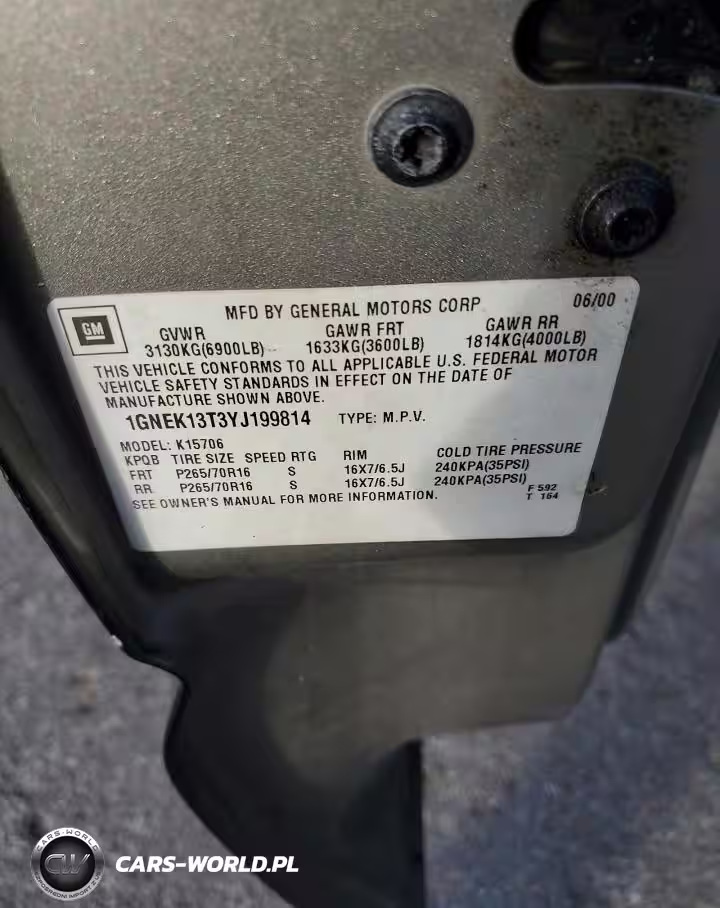 GM
MFD BY GENERAL MOTORS CORP 06/00
GVWR GAWR FRT GAWR RR
3130KG(6900LB) 1633KG(3600LB) 1814KG(4000LB)
THIS VEHICLE CONFORMS TO ALL APPLICABLE U.S. FEDERAL MOTOR
VEHICLE SAFETY STANDARDS IN EFFECT ON THE DATE OF
MANUFACTURE SHOWN ABOVE.
1GNEK13T3YJ199814 TYPE: M.P.V.
MODEL: K15706
KPQB TIRE SIZE SPEED RTG RIM COLD TIRE PRESSURE
FRT P265/70R16 S 16X7/6.5J 240KPA(35PSI)
RR P265/70R16 S 16X7/6.5J 240KPA(35PSI)
SEE OWNER'S MANUAL FOR MORE INFORMATION.
F 592
T 164
CARS-WORLD
CW
CARS-WORLD.PL